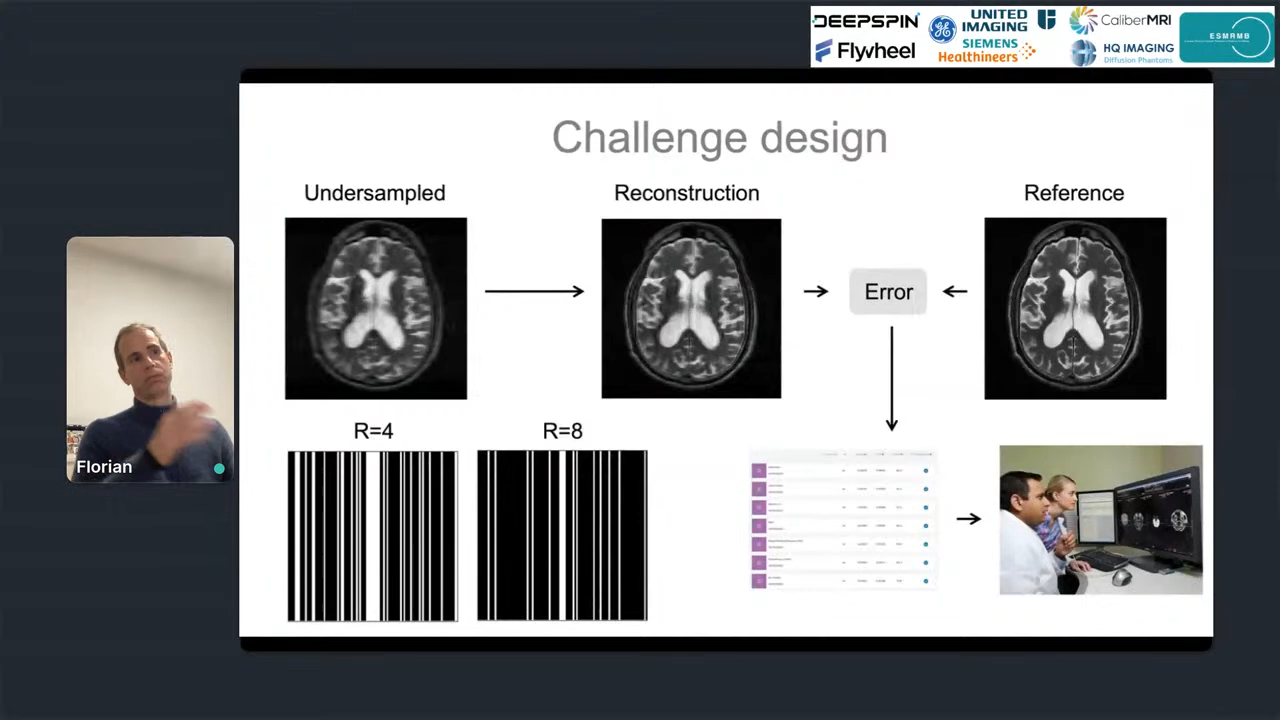 DEEPSPIN
Flywheel
GE
UNITED
IMAGING
SIEMENS
Healthineers
CaliberMRI
HQ IMAGING
Diffusion Phantoms
ESMRMB
Challenge design
Undersampled
Reconstruction
Reference
Error
R=4
R=8
Florian